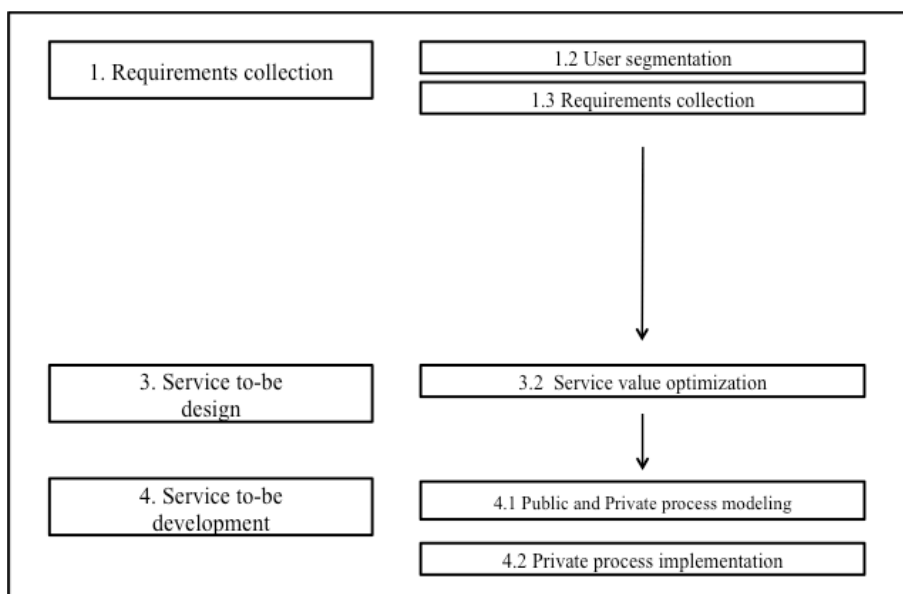 1. Requirements collection
1.2 User segmentation
1.3 Requirements collection
3. Service to-be
design
3.2 Service value optimization
4. Service to-be
development
4.1 Public and Private process modeling
4.2 Private process implementation